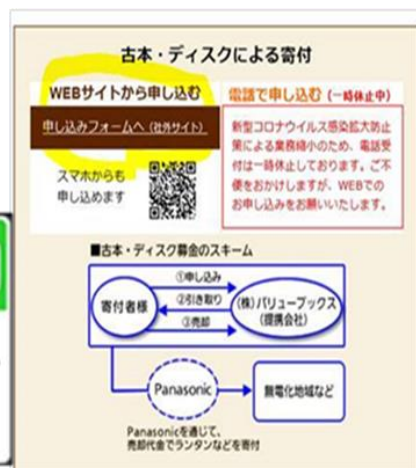 古本・ディスクによる寄付
WEBサイトから申し込む
電話で申し込む (一時休止中)
申し込みフォームへ (社外サイト)
スマホからも
申し込めます
新型コロナウイルス感染拡大防止
策による業務縮小のため、電話受
付は一時休止しております。ご不
便をおかけしますが、WEBでの
お申し込みをお願いいたします。
■古本・ディスク募金のスキーム
①申し込み
②引き取り
③売却
寄付者様
(株)バリューブックス
(提携会社)
Panasonic
無電化地域など
Panasonicを通じて、
売却代金でランタンなどを寄付